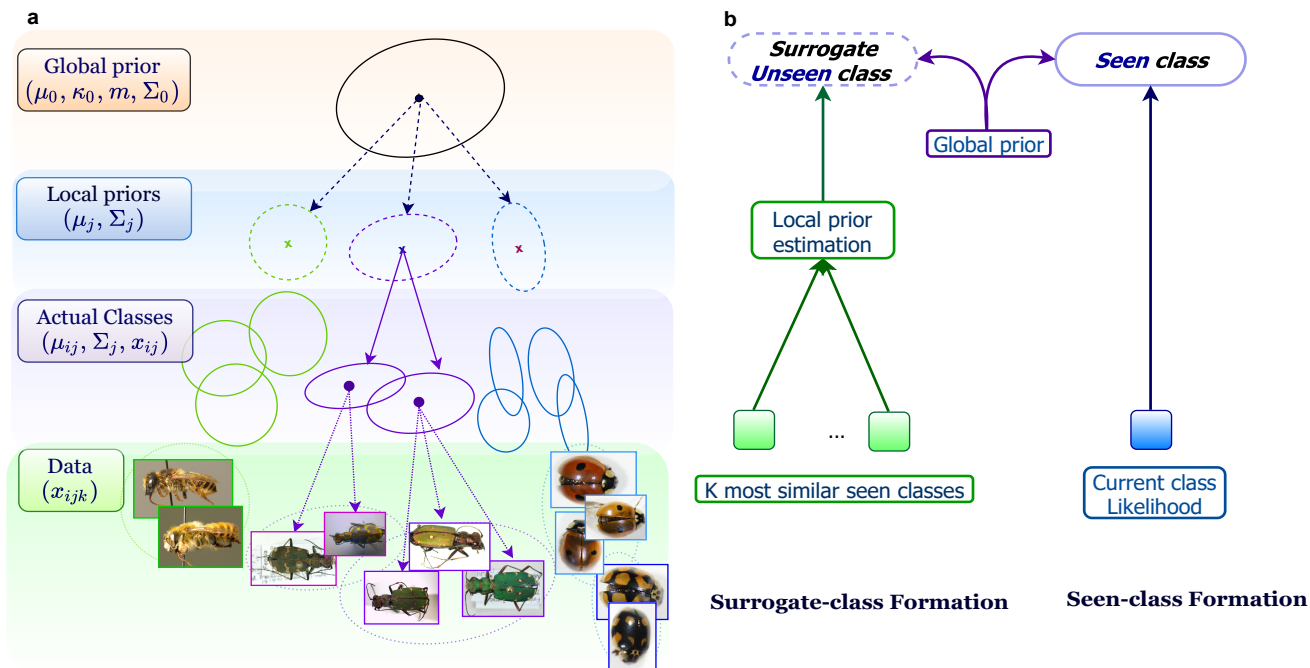 a
Global prior
(μ₀, κ₀, m, Σ₀)
Local priors
(μⱼ, Σⱼ)
x
x
x
Actual Classes
(μᵢⱼ, Σⱼ, xᵢⱼ)
Data
(xᵢⱼₖ)
b
Surrogate
Unseen class
Seen class
Global prior
Local prior
estimation
...
K most similar seen classes
Current class
Likelihood
Surrogate-class Formation
Seen-class Formation